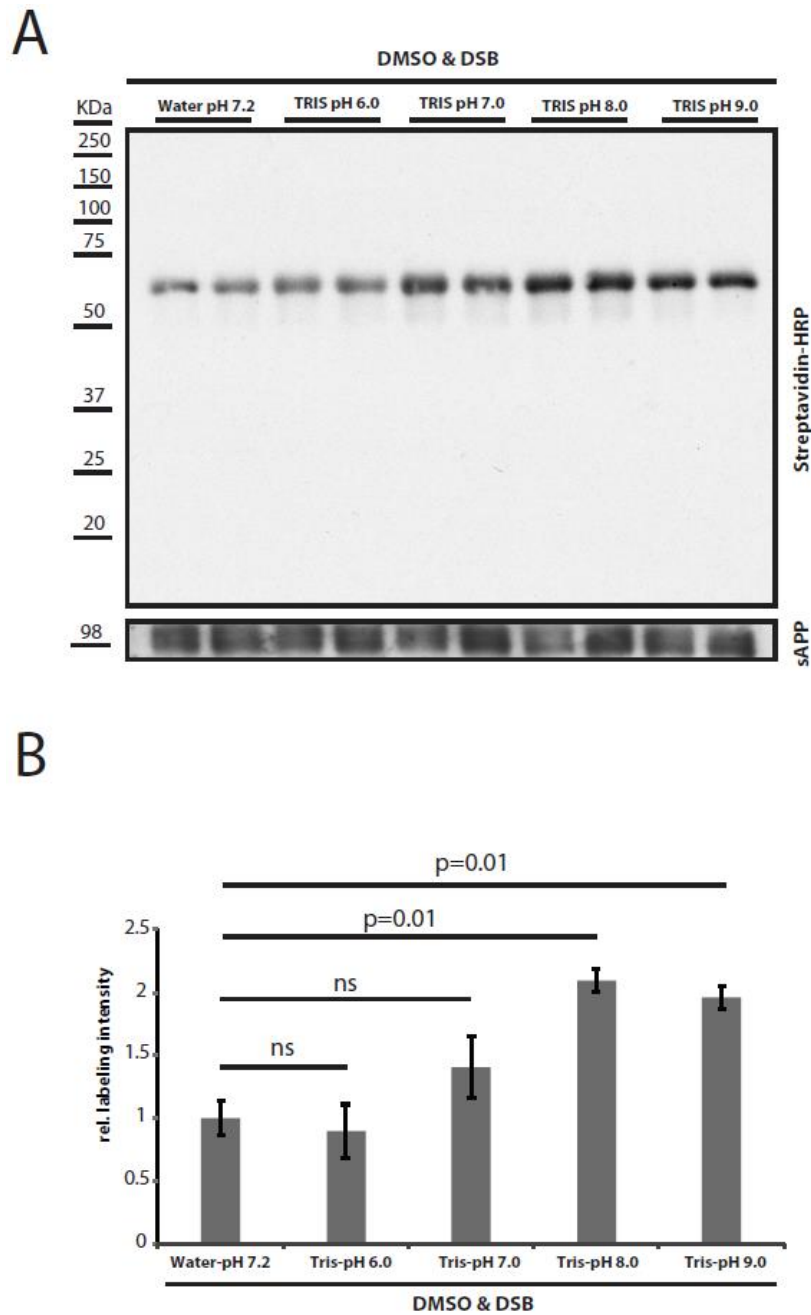 A
DMSO & DSB
KDa
Water pH 7.2 TRIS pH 6.0 TRIS pH 7.0 TRIS pH 8.0 TRIS pH 9.0
250
150
100
75
50
37
25
20
Streptavidin-HRP
98
sAPP
B
p=0.01
p=0.01
ns
ns
rel. labeling intensity
2.5
2
1.5
1
0.5
0
Water-pH 7.2 Tris-pH 6.0 Tris-pH 7.0 Tris-pH 8.0 Tris-pH 9.0
DMSO & DSB